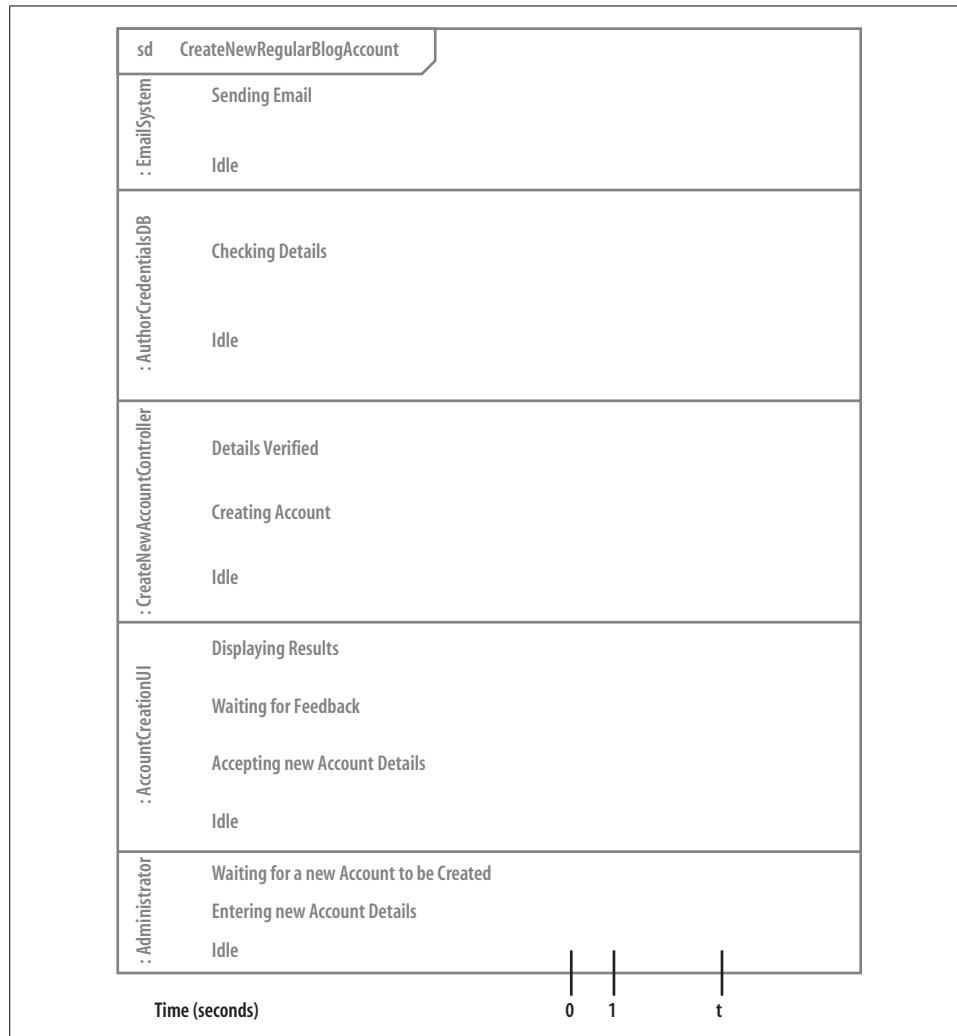 sd CreateNewRegularBlogAccount
: EmailSystem
Sending Email
Idle
: AuthorCredentialsDB
Checking Details
Idle
: CreateNewAccountController
Details Verified
Creating Account
Idle
: AccountCreationUI
Displaying Results
Waiting for Feedback
Accepting new Account Details
Idle
: Administrator
Waiting for a new Account to be Created
Entering new Account Details
Idle
Time (seconds) 0 1 t